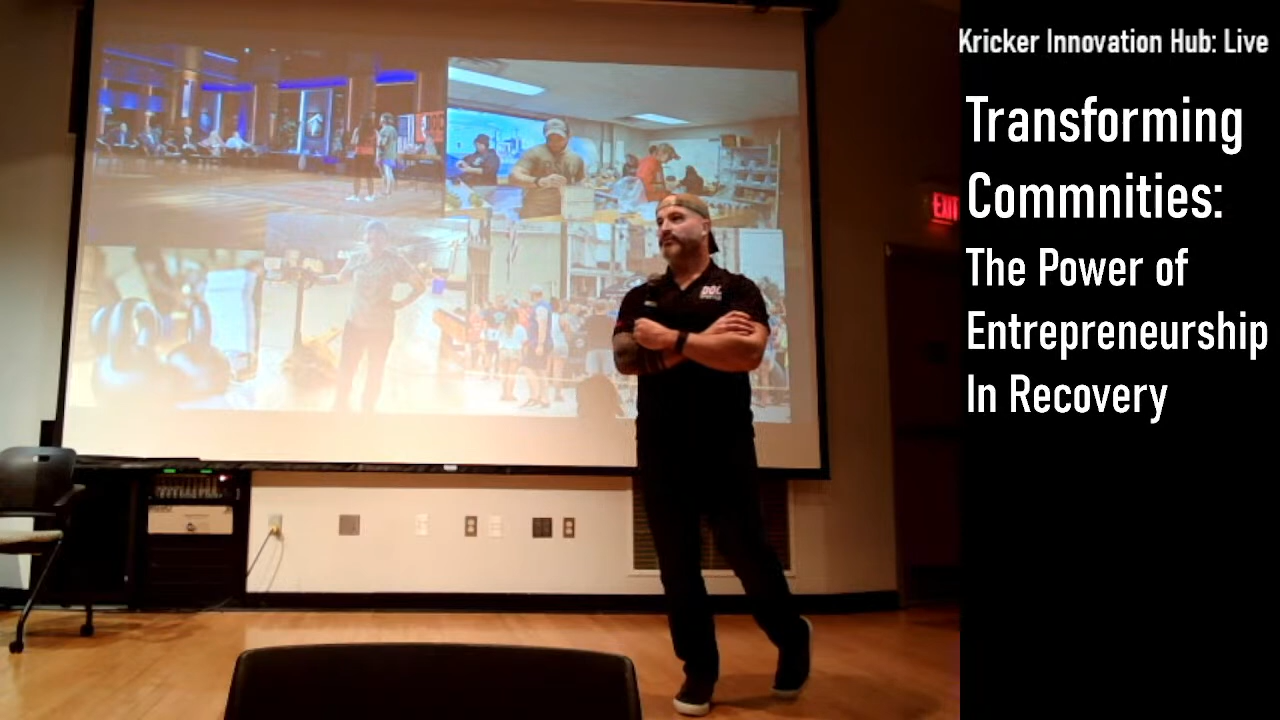 Kricker Innovation Hub: Live
Transforming
Commnities:
The Power of
Entrepreneurship
In Recovery
EXIT